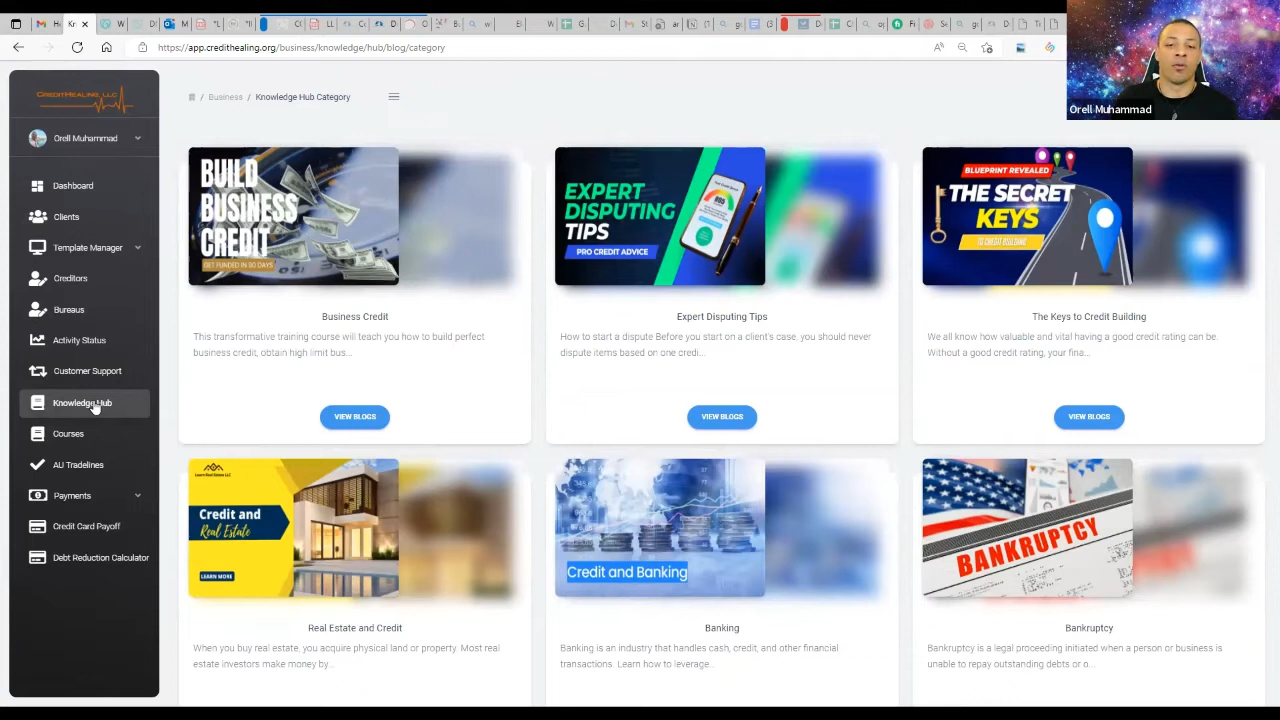 https://app.credithealing.org/business/knowledge/hub/blog/category
Orell Muhammad
CREDITHEALING, LLC
Orell Muhammad
Dashboard
Clients
Template Manager
Creditors
Bureaus
Activity Status
Customer Support
Knowledge Hub
Courses
AU Tradelines
Payments
Credit Card Payoff
Debt Reduction Calculator
/ Business / Knowledge Hub Category
BUILD
BUSINESS
CREDIT
GET FUNDED IN 90 DAYS
Business Credit
This transformative training course will teach you how to build perfect
business credit, obtain high limit bus...
VIEW BLOGS
EXPERT
DISPUTING
TIPS
PRO CREDIT ADVICE
Expert Disputing Tips
How to start a dispute Before you start on a client's case, you should never
dispute items based on one credi...
VIEW BLOGS
BLUEPRINT REVEALED
THE SECRET
KEYS
TO CREDIT BUILDING
The Keys to Credit Building
We all know how valuable and vital having a good credit rating can be.
Without a good credit rating, your fina...
VIEW BLOGS
Learn Real Estate LLC
Credit and
Real Estate
LEARN MORE
Real Estate and Credit
When you buy real estate, you acquire physical land or property. Most real
estate investors make money by...
Credit and Banking
Banking
Banking is an industry that handles cash, credit, and other financial
transactions. Learn how to leverage...
BANKRUPTCY
Bankruptcy
Bankruptcy is a legal proceeding initiated when a person or business is
unable to repay outstanding debts or o...